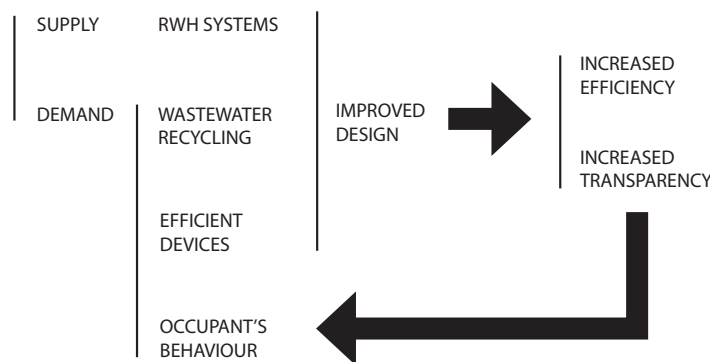 SUPPLY
RWH SYSTEMS
DEMAND
WASTEWATER
RECYCLING
EFFICIENT
DEVICES
OCCUPANT'S
BEHAVIOUR
IMPROVED
DESIGN
INCREASED
EFFICIENCY
INCREASED
TRANSPARENCY